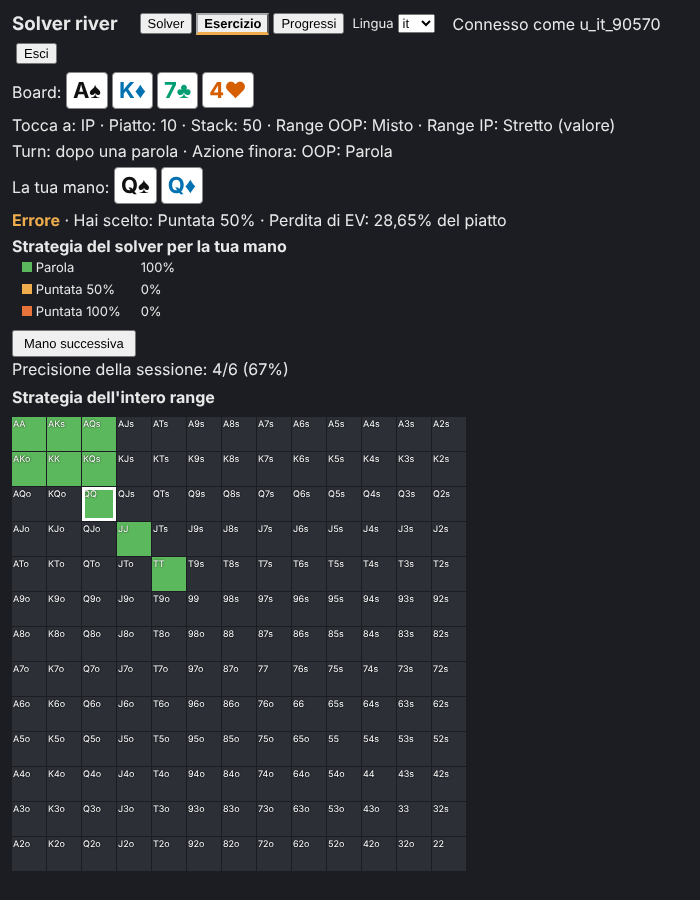 Solver river Solver Esercizio Progressi Lingua it Connesso come u_it_90570
Esci
Board: A♠ K♦ 7♣ 4♥
Tocca a: IP · Piatto: 10 · Stack: 50 · Range OOP: Misto · Range IP: Stretto (valore)
Turn: dopo una parola · Azione finora: OOP: Parola
La tua mano: Q♠ Q♦
Errore · Hai scelto: Puntata 50% · Perdita di EV: 28,65% del piatto
Strategia del solver per la tua mano
Parola 100%
Puntata 50% 0%
Puntata 100% 0%
Mano successiva
Precisione della sessione: 4/6 (67%)
Strategia dell'intero range
AA AKs AQs AJs ATs A9s A8s A7s A6s A5s A4s A3s A2s
AKo KK KQs KJs KTs K9s K8s K7s K6s K5s K4s K3s K2s
AQo KQo QQ QJs QTs Q9s Q8s Q7s Q6s Q5s Q4s Q3s Q2s
AJo KJo QJo JJ JTs J9s J8s J7s J6s J5s J4s J3s J2s
ATo KTo QTo JTo TT T9s T8s T7s T6s T5s T4s T3s T2s
A9o K9o Q9o J9o T9o 99 98s 97s 96s 95s 94s 93s 92s
A8o K8o Q8o J8o T8o 98o 88 87s 86s 85s 84s 83s 82s
A7o K7o Q7o J7o T7o 97o 87o 77 76s 75s 74s 73s 72s
A6o K6o Q6o J6o T6o 96o 86o 76o 66 65s 64s 63s 62s
A5o K5o Q5o J5o T5o 95o 85o 75o 65o 55 54s 53s 52s
A4o K4o Q4o J4o T4o 94o 84o 74o 64o 54o 44 43s 42s
A3o K3o Q3o J3o T3o 93o 83o 73o 63o 53o 43o 33 32s
A2o K2o Q2o J2o T2o 92o 82o 72o 62o 52o 42o 32o 22